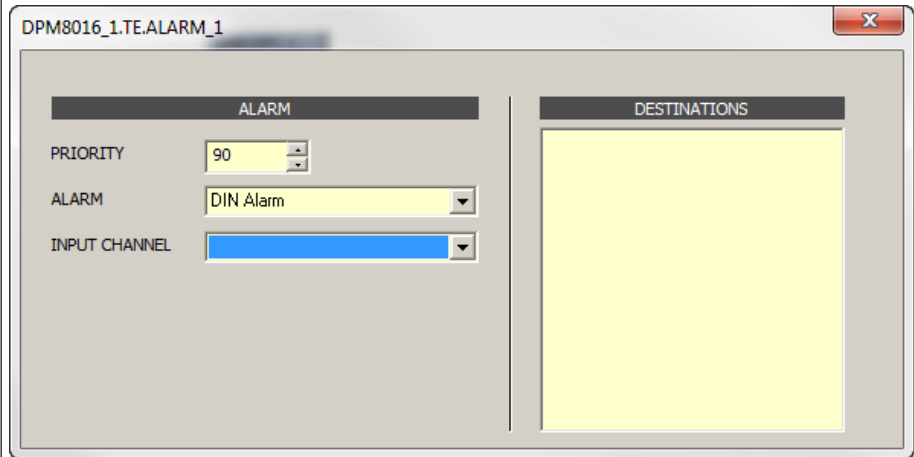 DPM8016_1.TE.ALARM_1
ALARM
PRIORITY
90
ALARM
DIN Alarm
INPUT CHANNEL
DESTINATIONS